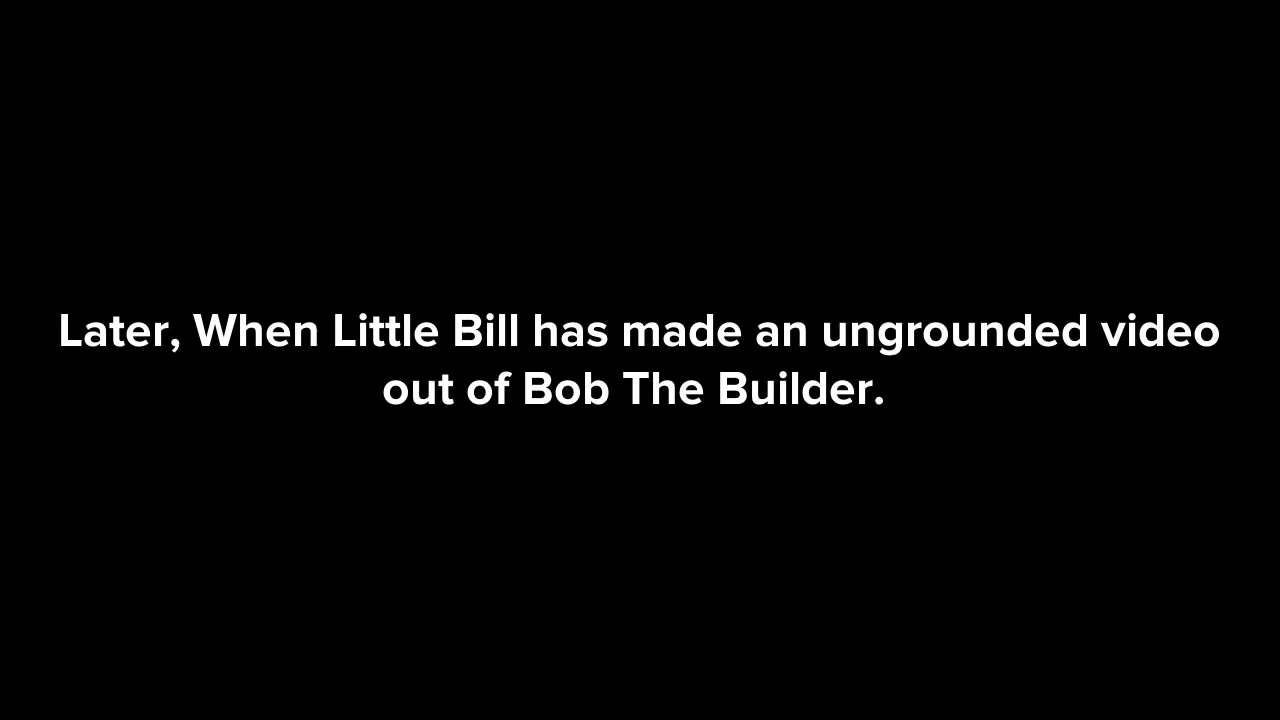 Later, When Little Bill has made an ungrounded video
out of Bob The Builder.